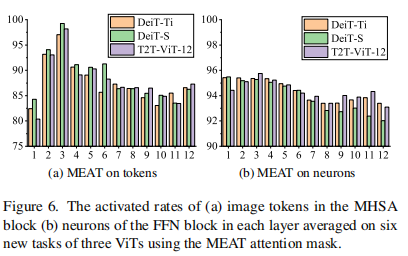 100
95
90
85
80
75
DeiT-Ti
DeiT-S
T2T-ViT-12
1 2 3 4 5 6 7 8 9 10 11 12
(a) MEAT on tokens
100
98
96
94
92
90
DeiT-Ti
DeiT-S
T2T-ViT-12
1 2 3 4 5 6 7 8 9 10 11 12
(b) MEAT on neurons
Figure 6. The activated rates of (a) image tokens in the MHSA
block (b) neurons of the FFN block in each layer averaged on six
new tasks of three ViTs using the MEAT attention mask.